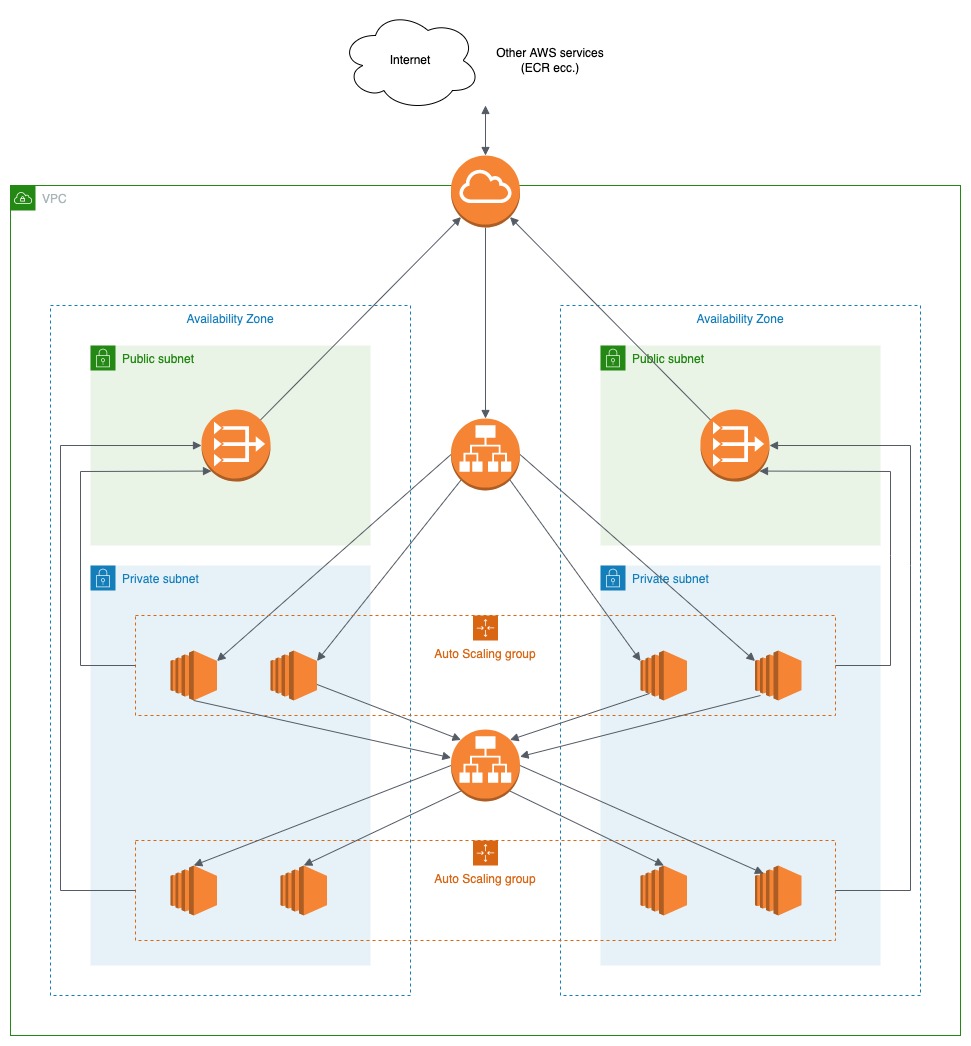 Internet
Other AWS services
(ECR ecc.)
VPC
Availability Zone
Availability Zone
Public subnet
Public subnet
Private subnet
Private subnet
Auto Scaling group
Auto Scaling group